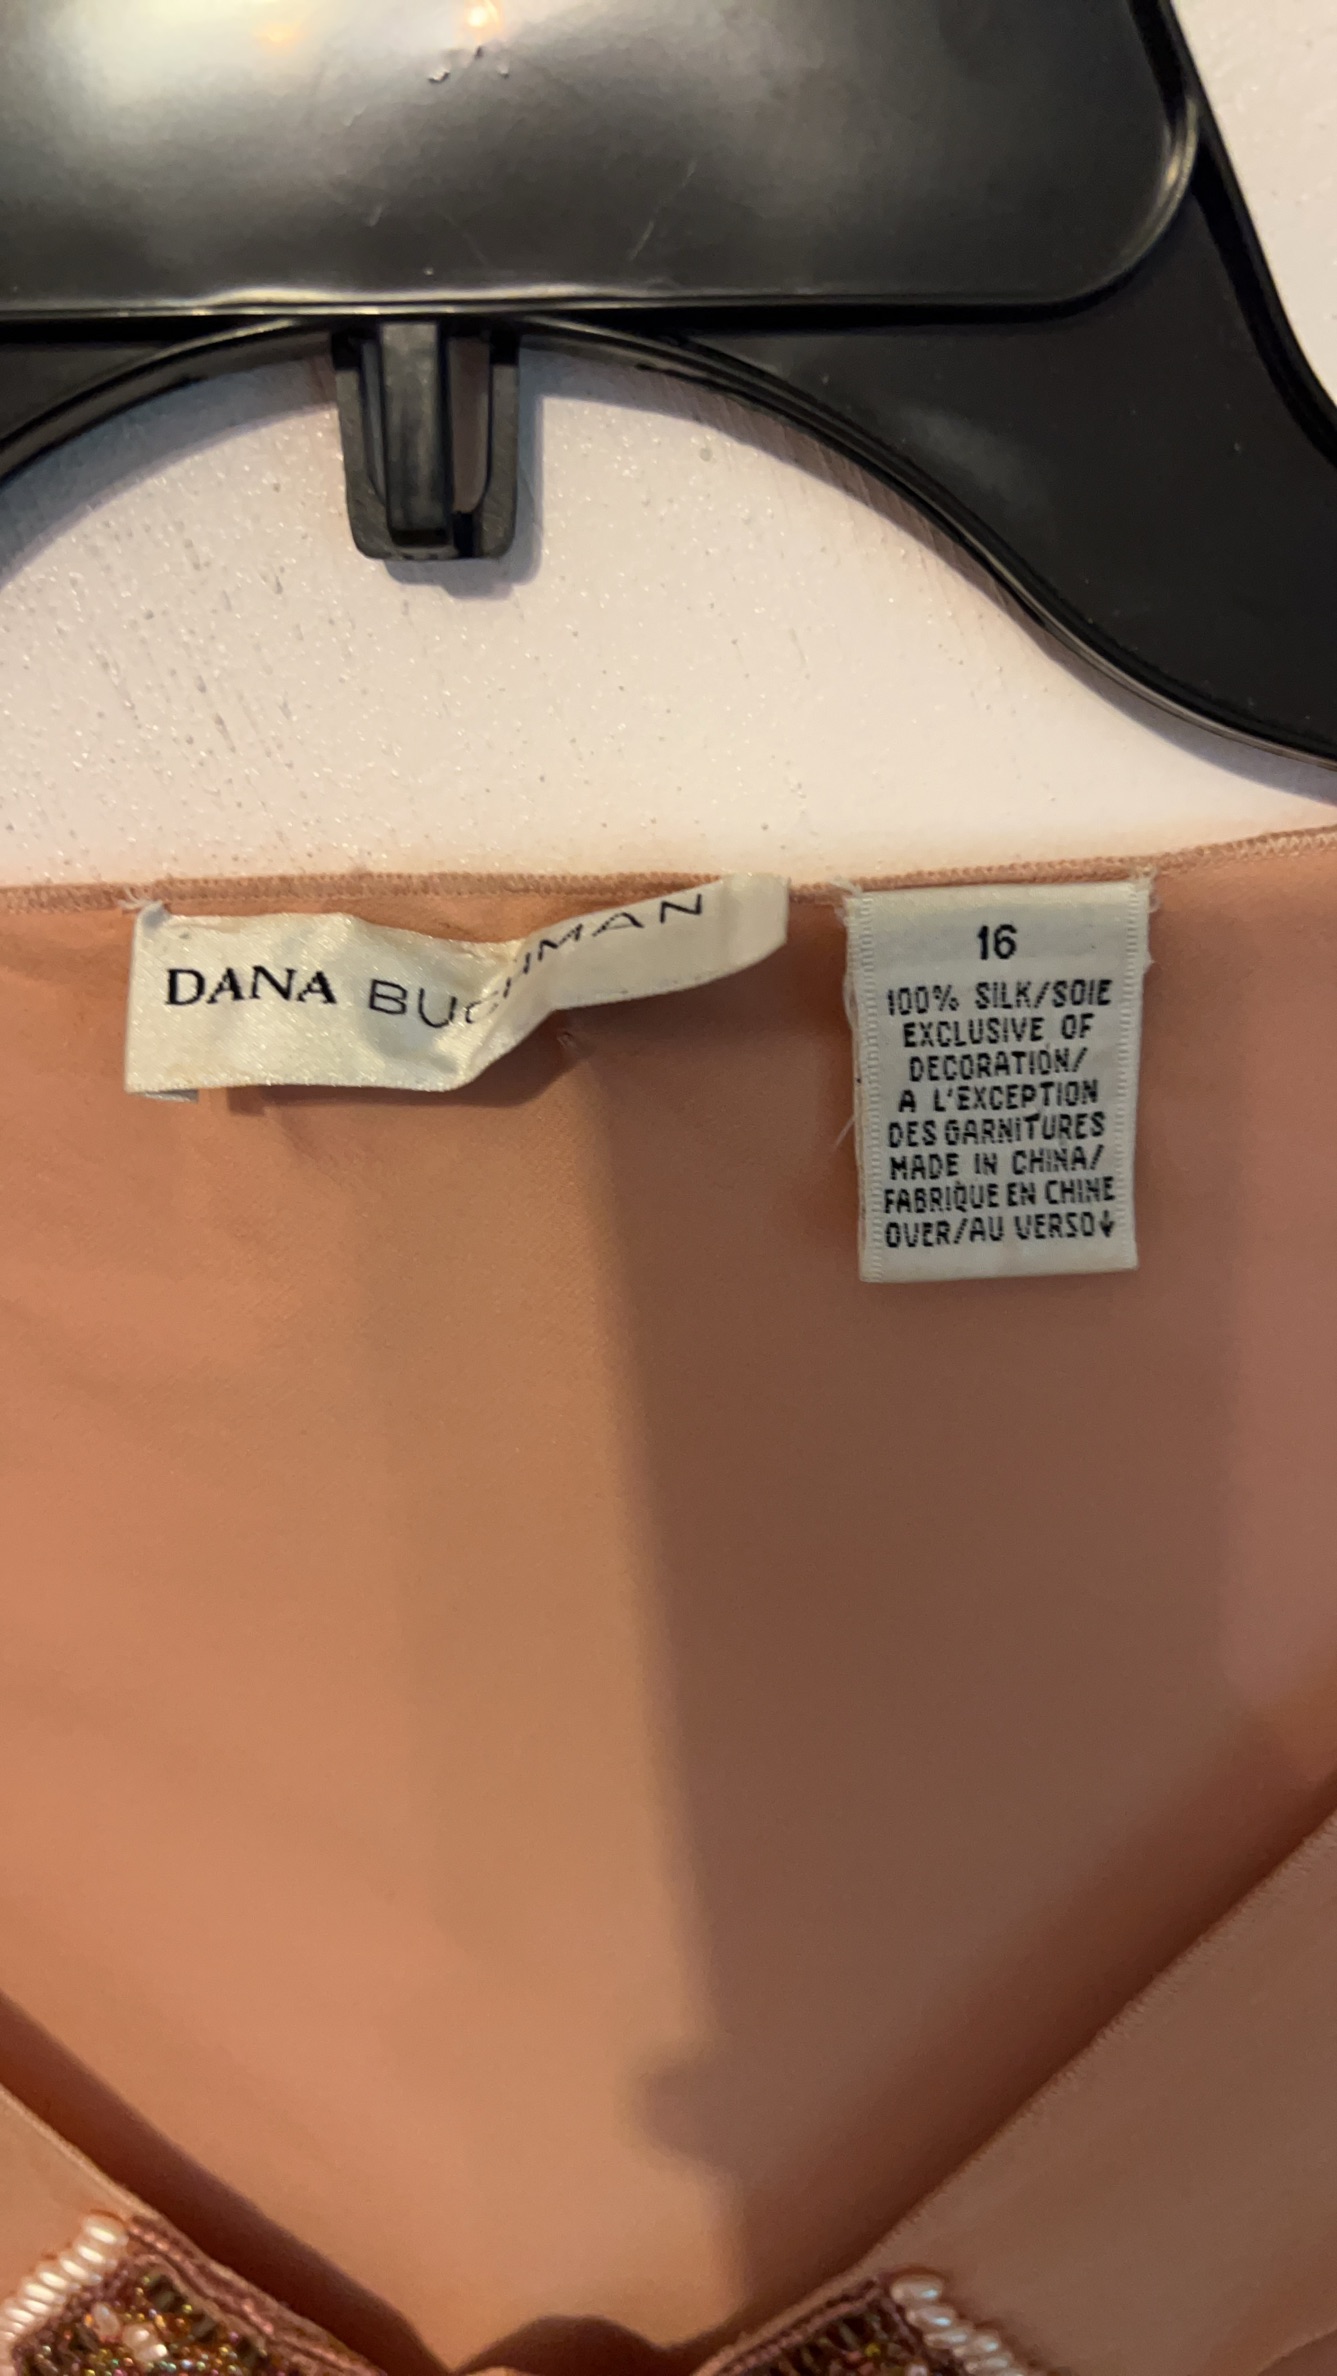 DANA BUCHMAN
16
100% SILK/SOIE
EXCLUSIVE OF
DECORATION/
A L'EXCEPTION
DES GARNITURES
MADE IN CHINA/
FABRIQUE EN CHINE
OVER/AU VERSO↓